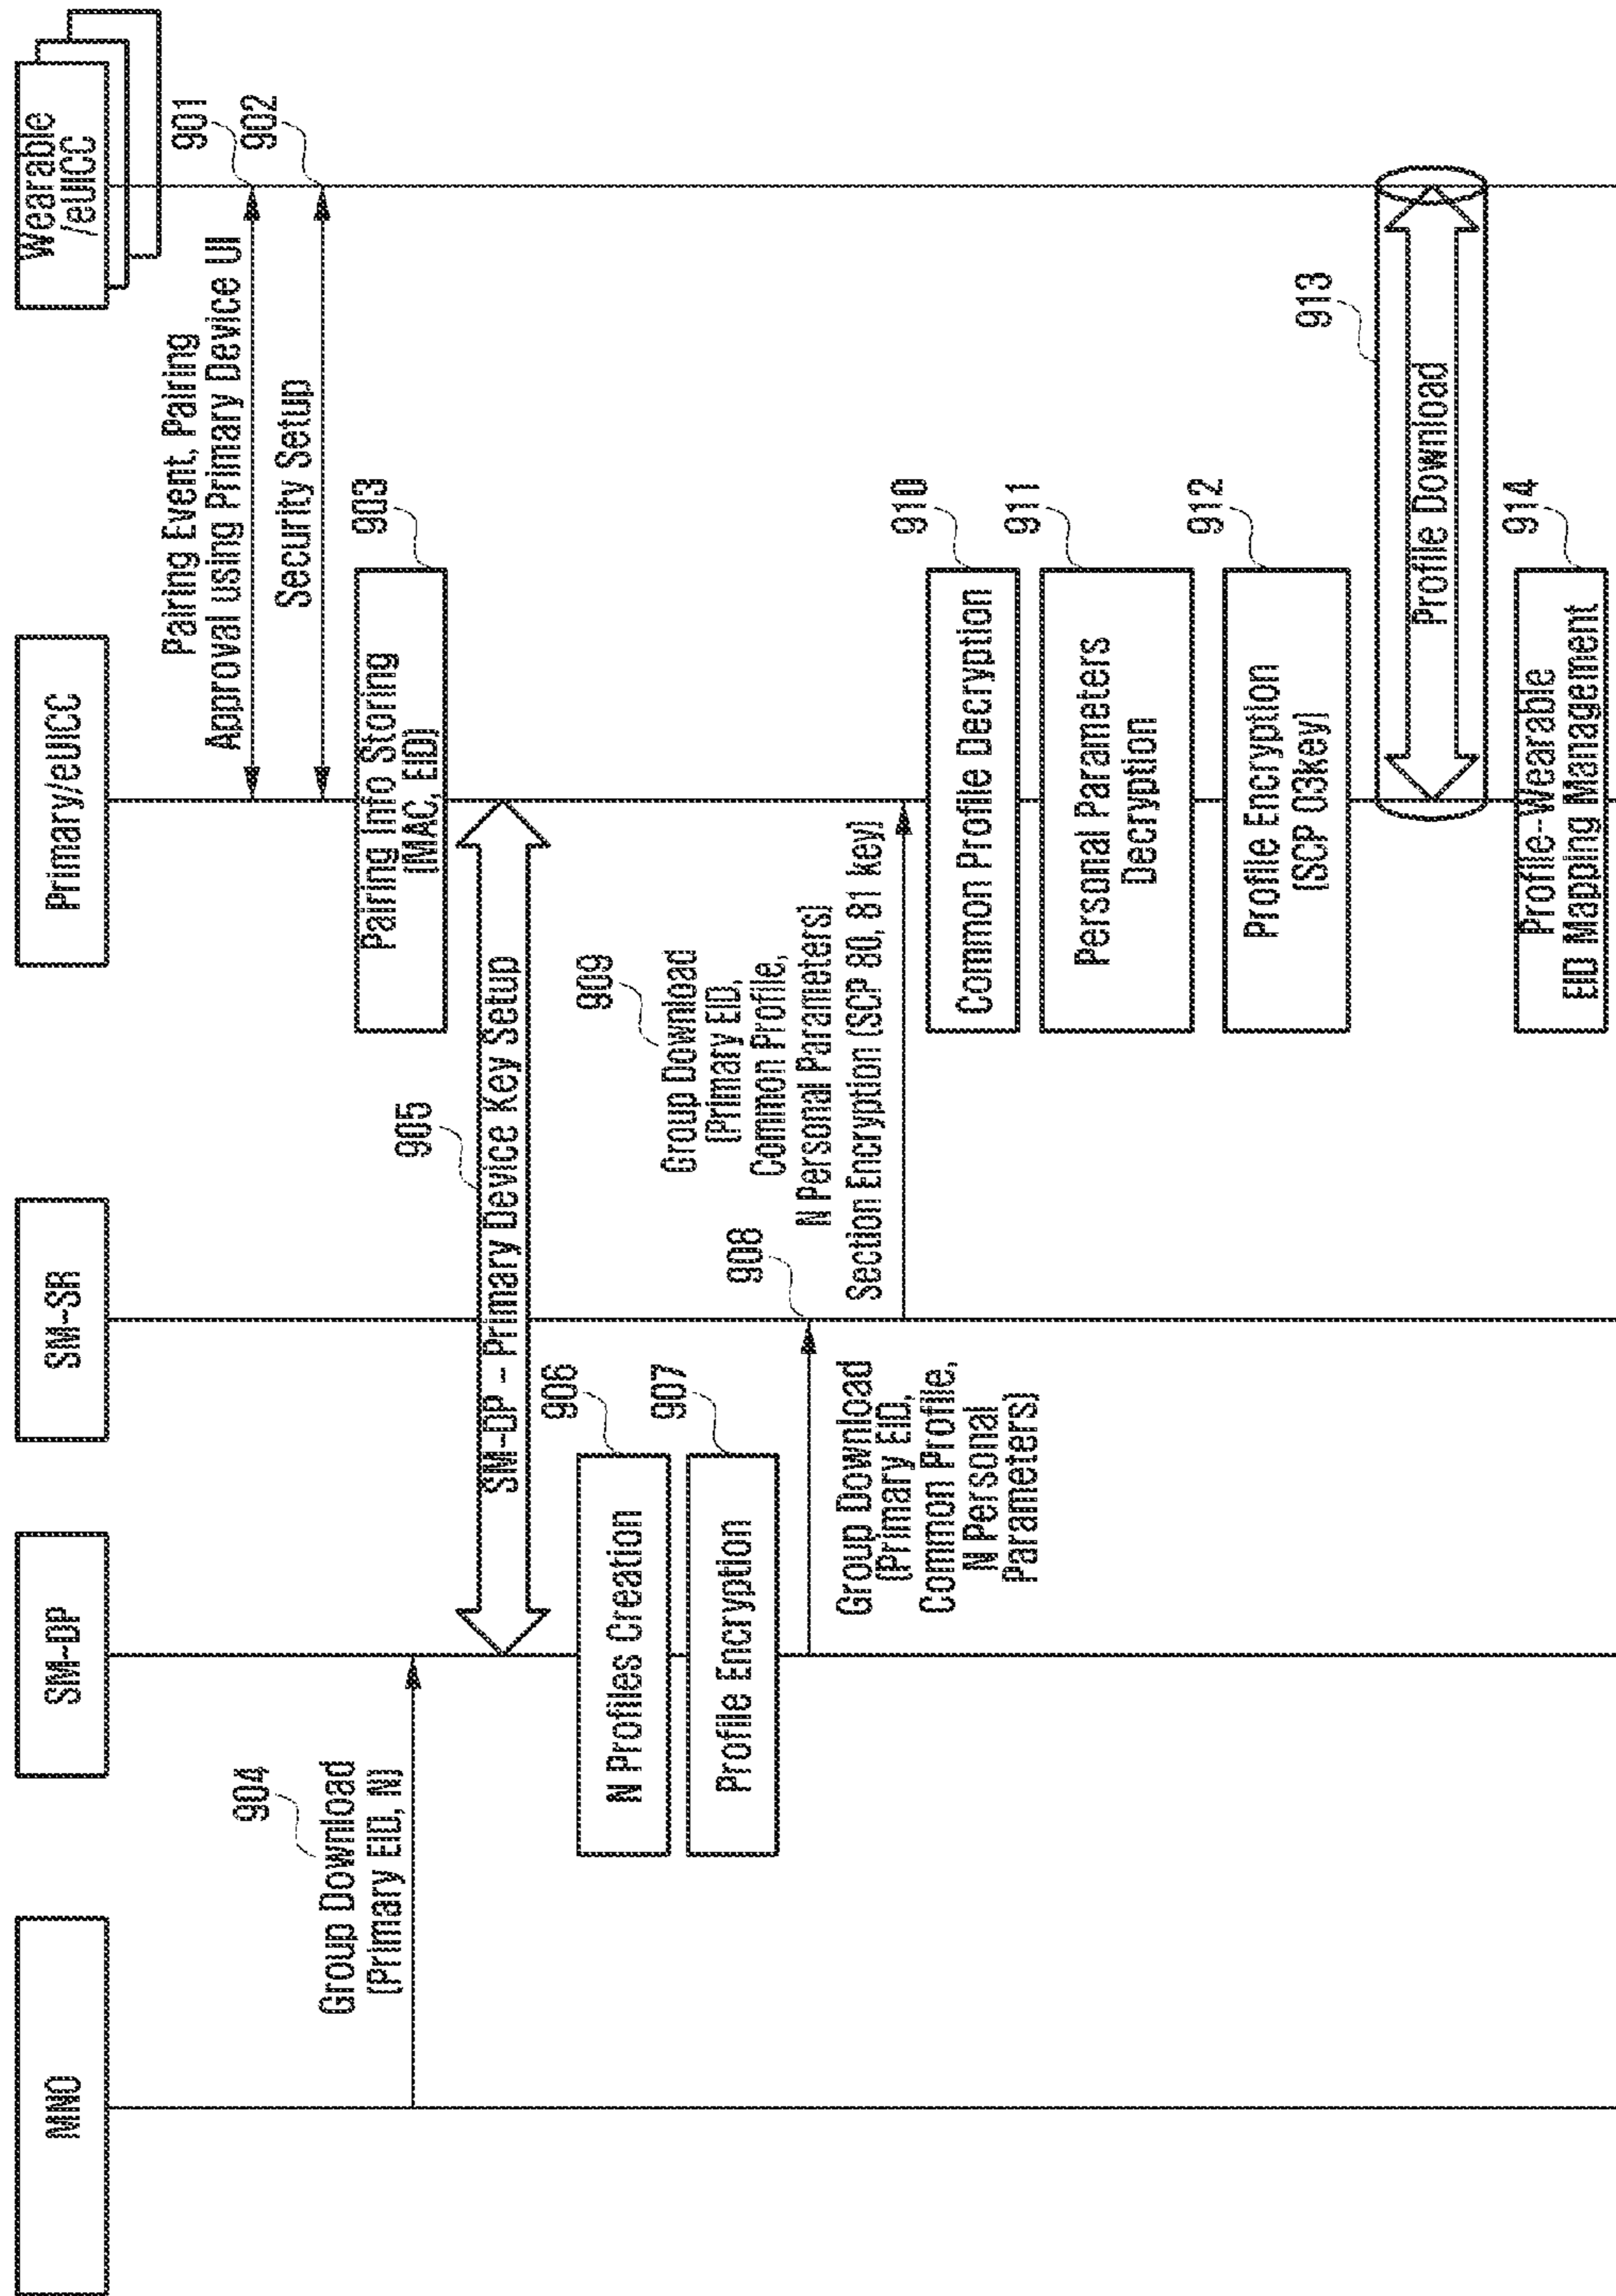 MNO
SM-DP
SM-SR
Primary/eUICC
Wearable
/eUICC
Pairing Event, Pairing
Approval using Primary Device UI
901
Security Setup
902
Pairing Info Storing
(MAC, EID)
903
904
Group Download
(Primary EID, N)
905
SM-DP - Primary Device Key Setup
N Profiles Creation
906
Profile Encryption
907
908
Group Download
(Primary EID,
Common Profile,
N Personal
Parameters)
909
Group Download
(Primary EID,
Common Profile,
N Personal Parameters)
Section Encryption (SCP 80, 81 key)
Common Profile Decryption
910
Personal Parameters
Decryption
911
Profile Encryption
(SCP 03key)
912
913
Profile Download
Profile-Wearable
EID Mapping Management
914